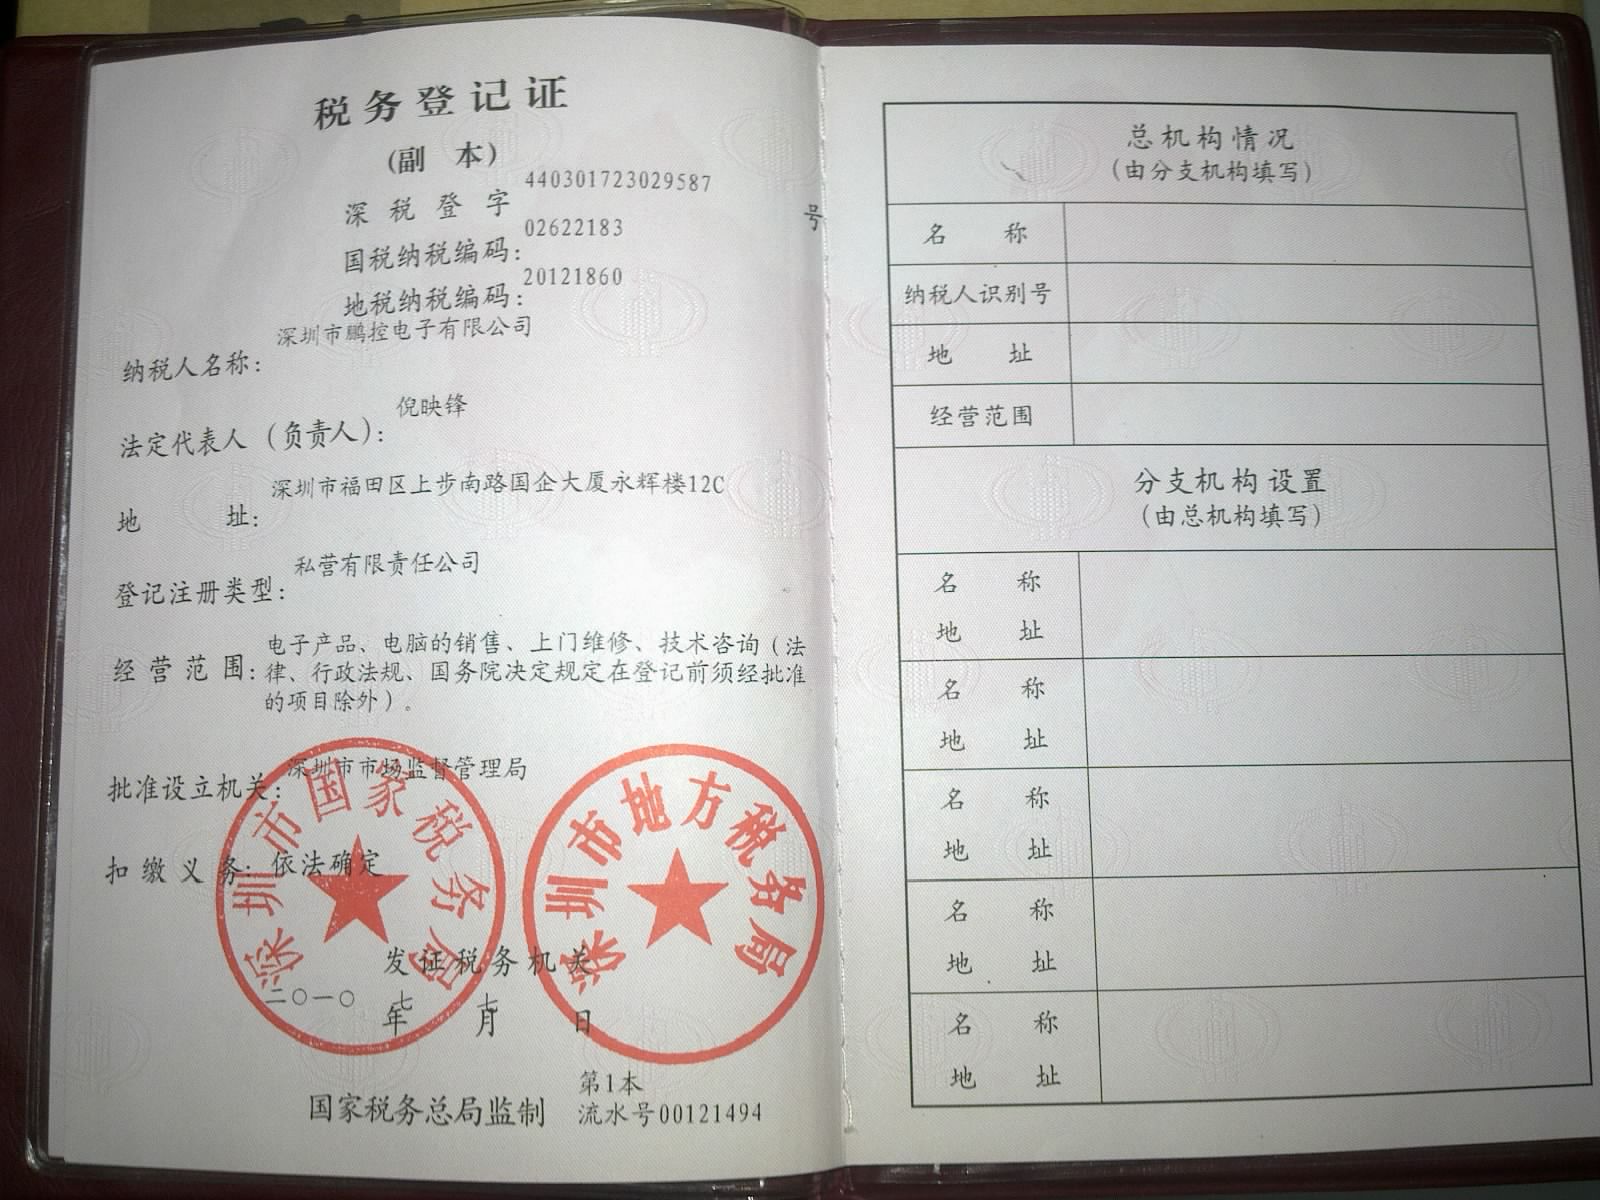 税务登记证
(副 本)
深税登字 440301723029587 号
国税纳税编码: 02622183
地税纳税编码: 20121860
纳税人名称: 深圳市鹏控电子有限公司
法定代表人（负责人）: 倪映锋
地 址: 深圳市福田区上步南路国企大厦永辉楼12C
登记注册类型: 私营有限责任公司
经营范围: 电子产品、电脑的销售、上门维修、技术咨询（法
律、行政法规、国务院决定规定在登记前须经批准
的项目除外）。
批准设立机关: 深圳市市场监督管理局
扣缴义务: 依法确定
深圳市国家税务局
深圳市地方税务局
发证税务机关
二〇一〇 年 七 月 七 日
第1本
国家税务总局监制 流水号00121494
总机构情况
(由分支机构填写)
名 称
纳税人识别号
地 址
经营范围
分支机构设置
(由总机构填写)
名 称
地 址
名 称
地 址
名 称
地 址
名 称
地 址
名 称
地 址